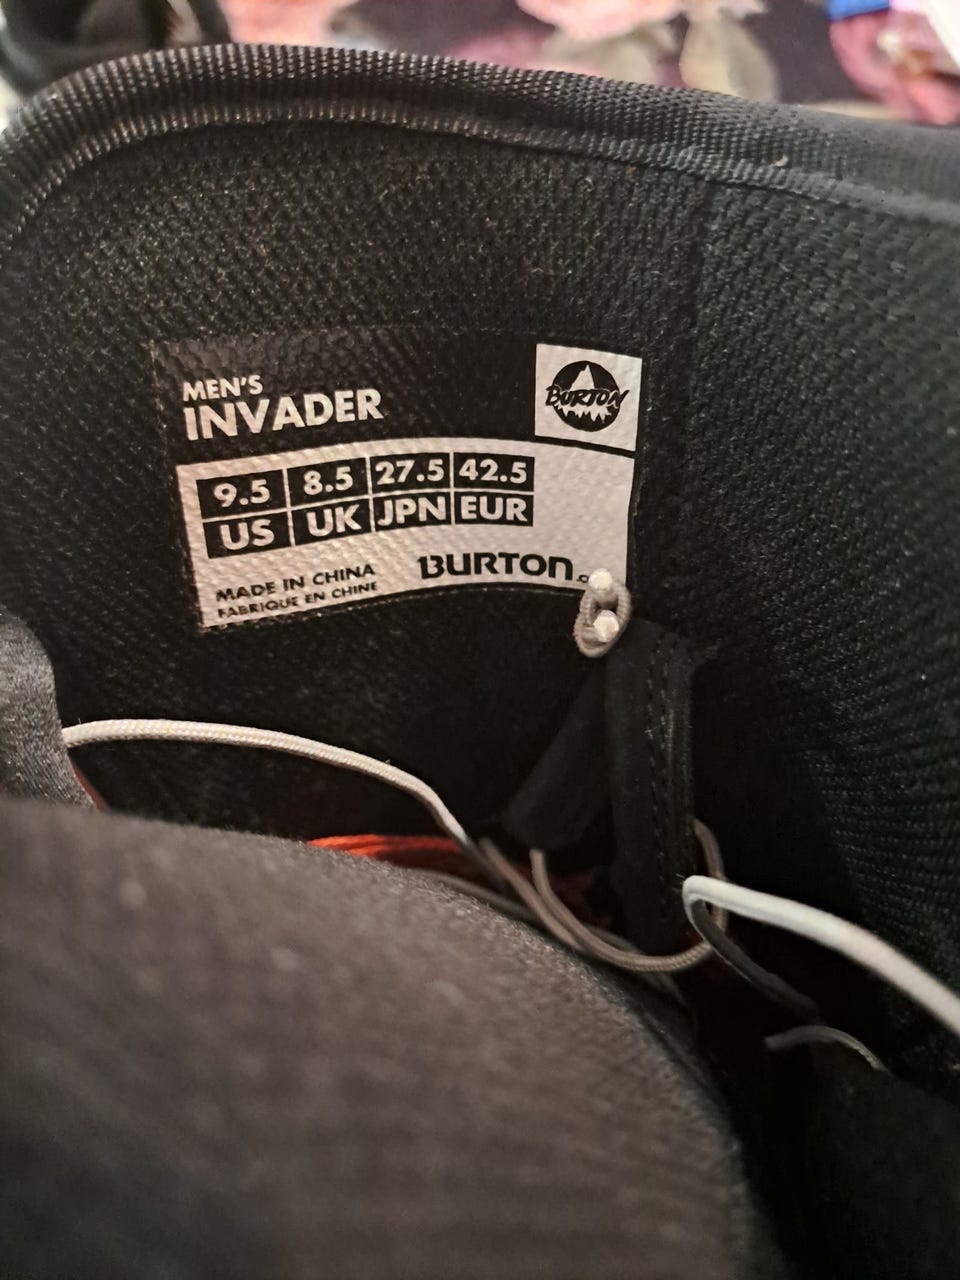 MEN'S
INVADER
BURTON
9.5 8.5 27.5 42.5
US UK JPN EUR
MADE IN CHINA
FABRIQUÉ EN CHINE
BURTON